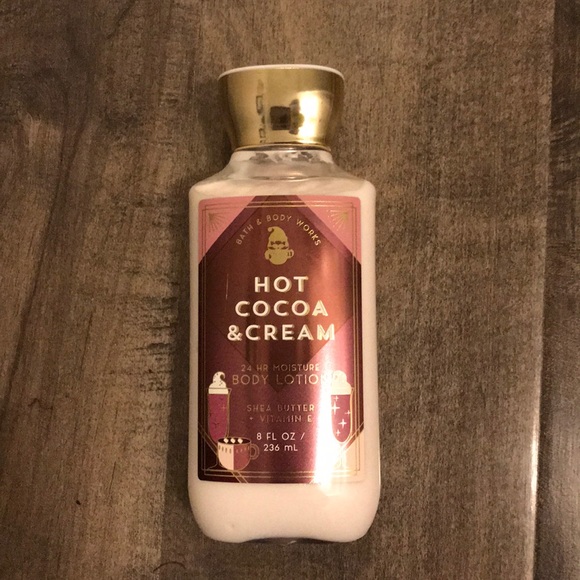 BATH & BODY WORKS
HOT
COCOA
&CREAM
24 HR MOISTURE
BODY LOTION
SHEA BUTTER
+ VITAMIN E
8 FL OZ /
236 mL